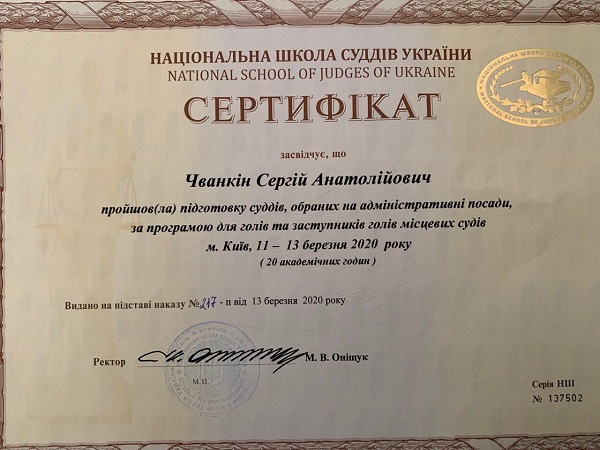 НАЦІОНАЛЬНА ШКОЛА СУДДІВ УКРАЇНИ
NATIONAL SCHOOL OF JUDGES OF UKRAINE
СЕРТИФІКАТ
засвідчує, що
Чванкін Сергій Анатолійович
пройшов(ла) підготовку суддів, обраних на адміністративні посади,
за програмою для голів та заступників голів місцевих судів
м. Київ, 11 – 13 березня 2020 року
( 20 академічних годин )
Видано на підставі наказу №217 - п від 13 березня 2020 року
Ректор М. В. Оніщук
М.П.
Серія НШ
№ 137502